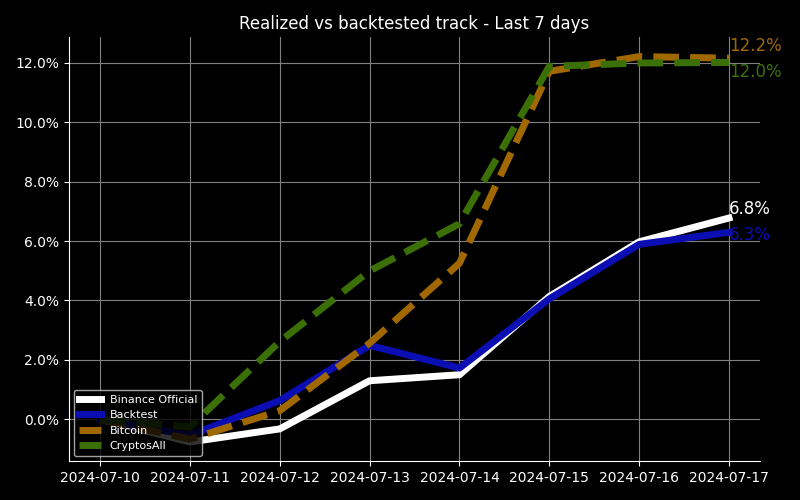 Realized vs backtested track - Last 7 days
12.2%
12.0%
12.0%
10.0%
8.0%
6.8%
6.0%
6.3%
4.0%
2.0%
0.0%
Binance Official
Backtest
Bitcoin
CryptosAll
2024-07-10 2024-07-11 2024-07-12 2024-07-13 2024-07-14 2024-07-15 2024-07-16 2024-07-17